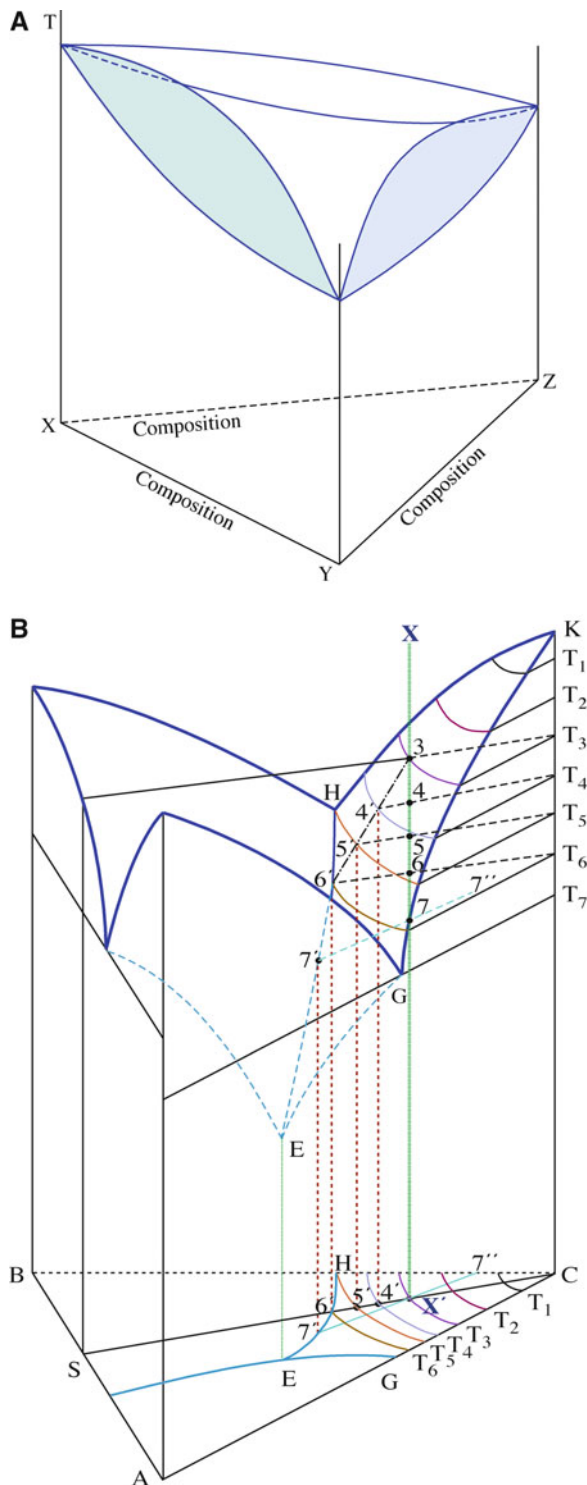 A
T
X
Z
Composition
Composition
Composition
Y
B
X
K
T1
T2
3
T3
H
4
T4
4´
5
T5
5´
6
T6
6´
7´´
7
T7
7´
G
E
B
H
7´´
C
6´
5´
4´
X´
T1
7´
T2
S
T3
T4
E
G
T6
T5
A